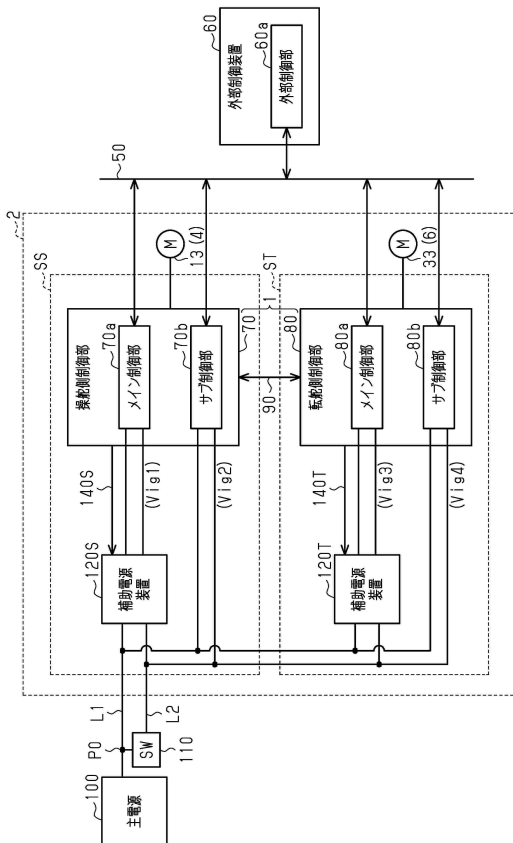 60
外部制御装置
60a
外部制御部
50
2
SS
M
13(4)
ST
M
33(6)
操舵側制御部
70a
メイン制御部
70b
サブ制御部
70
1
90
80
転舵側制御部
80a
メイン制御部
80b
サブ制御部
140S
(Vig1)
(Vig2)
140T
(Vig3)
(Vig4)
120S
補助電源
装置
120T
補助電源
装置
L1
L2
P0
SW
110
100
主電源